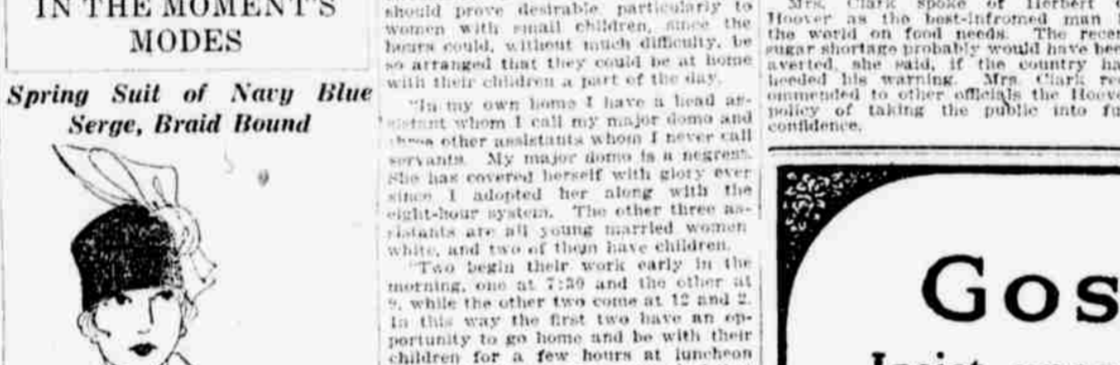 IN THE MOMENT'S
MODES
Spring Suit of Navy Blue
Serge, Braid Bound
should prove desirable, particularly to
women with small children, since the
hours could, without much difficulty, be
so arranged that they could be at home
with their children a part of the day.
"In my own home I have a head as-
sistant whom I call my major domo and
three other assistants whom I never call
servants. My major domo is a negress.
She has covered herself with glory ever
since I adopted her along with the
eight-hour system. The other three as-
sistants are all young married women
white, and two of them have children.
"Two begin their work early in the
morning, one at 7:30 and the other at
9, while the other two come at 12 and 2.
In this way the first two have an op-
portunity to go home and be with their
children for a few hours at luncheon
Mrs. Clark spoke of Herbert
Hoover as the best-infromed man
the world on food needs. The recen
sugar shortage probably would have bee
averted, she said, if the country ha
heeded his warning. Mrs. Clark re
ommended to other officials the Hoov
policy of taking the public into
confidence.
Gos